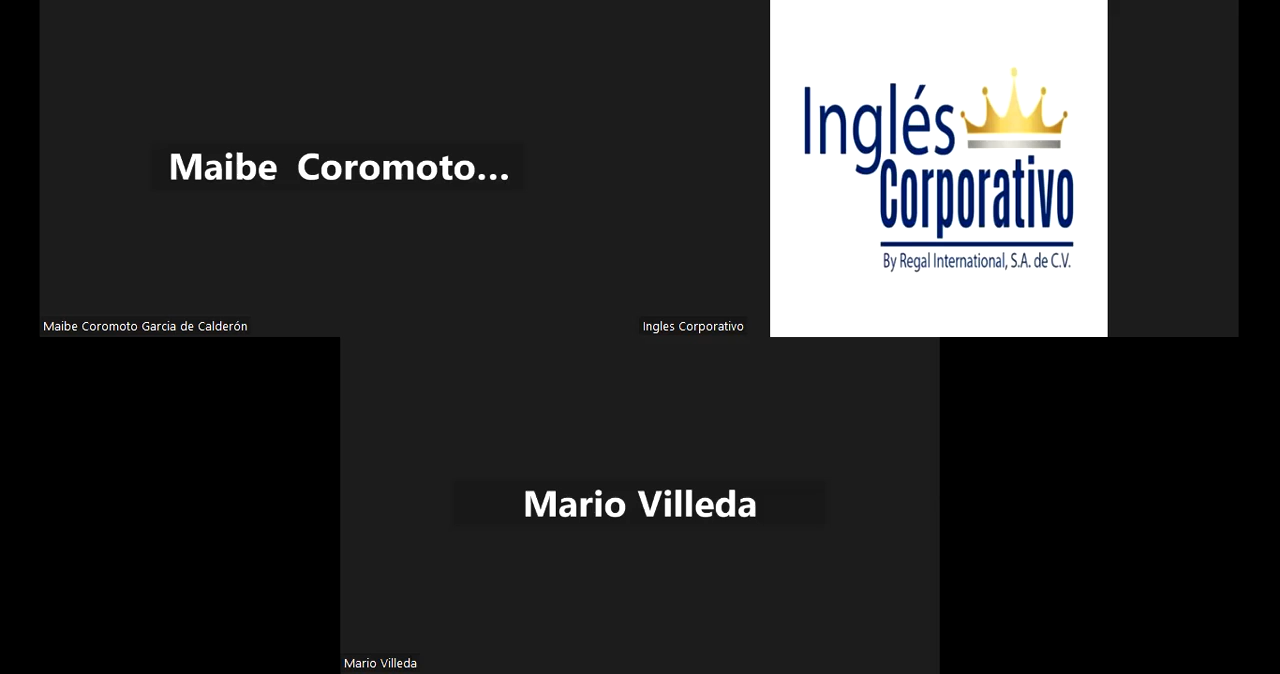 Maibe  Coromoto...
Maibe Coromoto Garcia de Calderón
Inglés
Corporativo
By Regal International, S.A. de C.V.
Ingles Corporativo
Mario Villeda
Mario Villeda